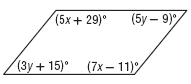 (5x + 29)° (5y − 9)°
(3y + 15)° (7x − 11)°